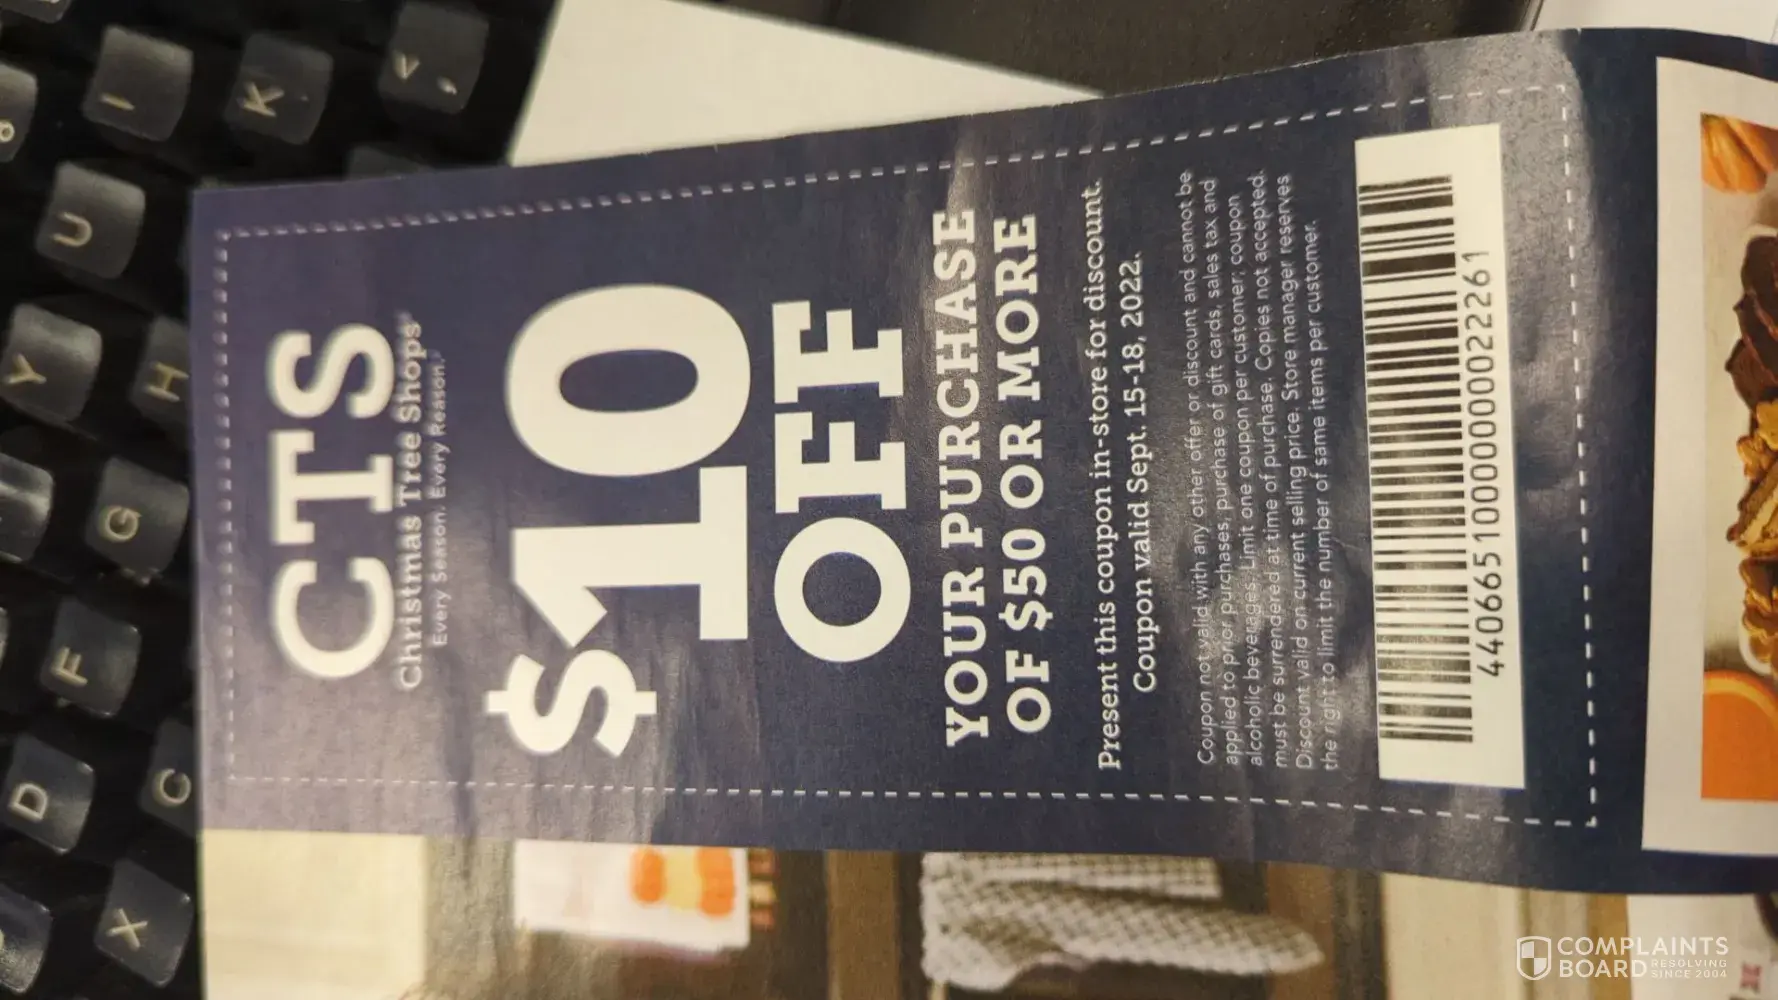 CTS
Christmas Tree Shops®
Every Season. Every Reason.®
$10
OFF
YOUR PURCHASE
OF $50 OR MORE
Present this coupon in-store for discount.
Coupon valid Sept. 15-18, 2022.
Coupon not valid with any other offer or discount and cannot be
applied to prior purchases, purchase of gift cards, sales tax and
alcoholic beverages. Limit one coupon per customer; coupon
must be surrendered at time of purchase. Copies not accepted.
Discount valid on current selling price. Store manager reserves
the right to limit the number of same items per customer.
I
K
<
,
U
Y
H
G
F
D
C
X
COMPLAINTS
BOARD RESOLVING
SINCE 2004